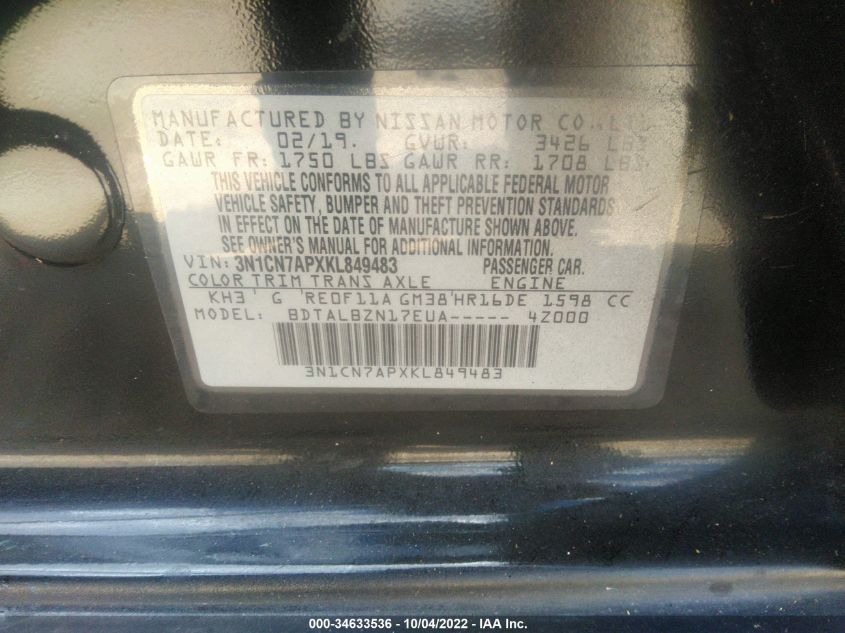 MANUFACTURED BY NISSAN MOTOR CO.,LTD.
DATE: 02/19. GVWR: 3426 LBS
GAWR FR: 1750 LBS GAWR RR: 1708 LBS
THIS VEHICLE CONFORMS TO ALL APPLICABLE FEDERAL MOTOR
VEHICLE SAFETY, BUMPER AND THEFT PREVENTION STANDARDS
IN EFFECT ON THE DATE OF MANUFACTURE SHOWN ABOVE.
SEE OWNER'S MANUAL FOR ADDITIONAL INFORMATION.
VIN: 3N1CN7APXKL849483 PASSENGER CAR.
COLOR TRIM TRANS AXLE ENGINE
KH3 G RE0F11A GM38 HR16DE 1598 CC
MODEL: BDTALBZN17EUA----- 4Z000
3N1CN7APXKL849483
000-34633536 - 10/04/2022 - IAA Inc.